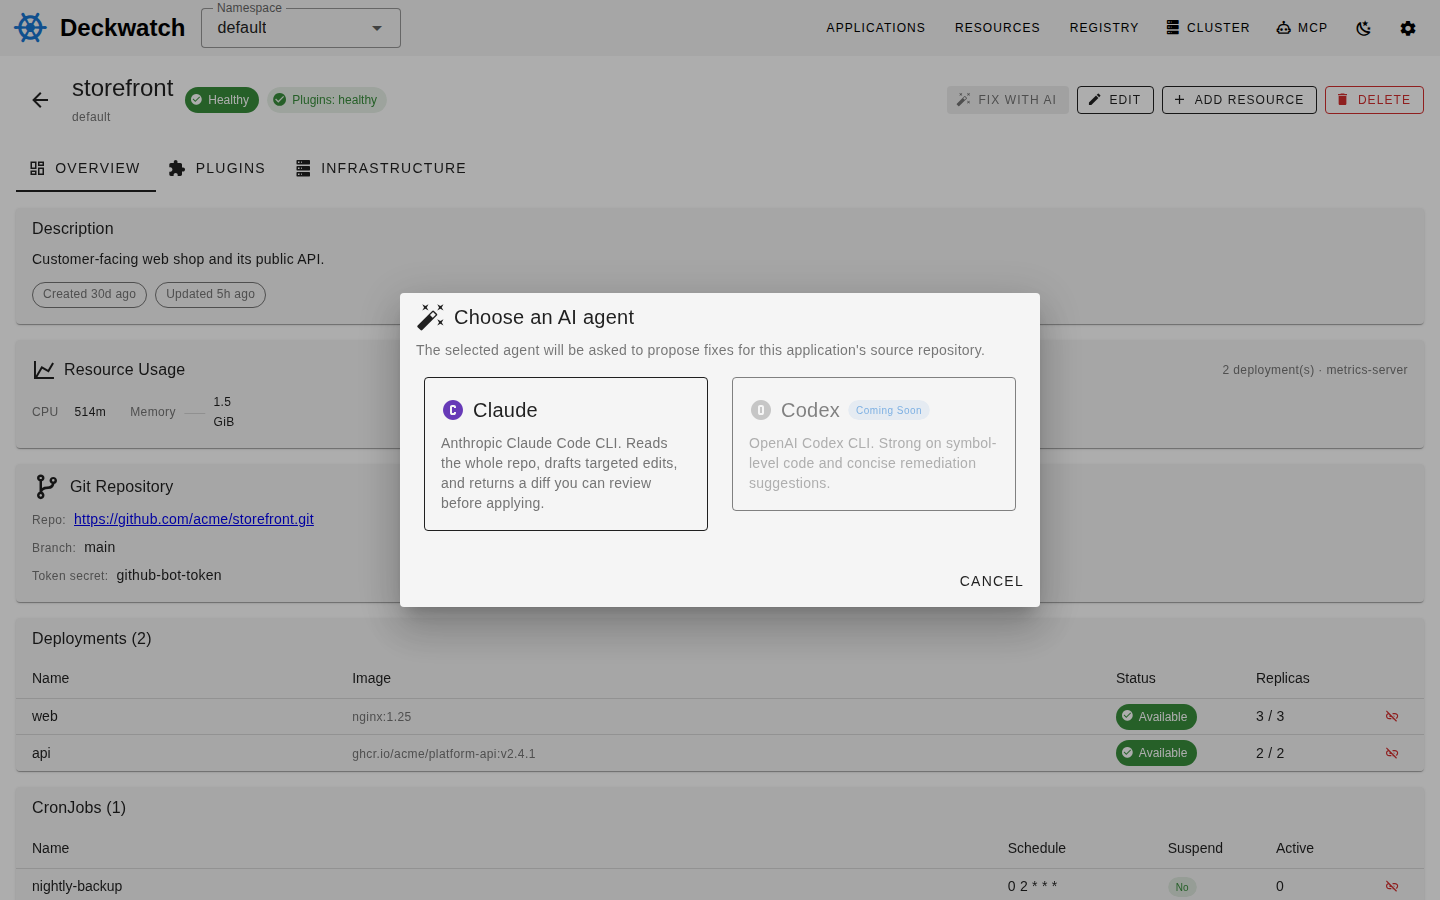 Deckwatch
Namespace
default
APPLICATIONS
RESOURCES
REGISTRY
CLUSTER
MCP
storefront
default
Healthy
Plugins: healthy
FIX WITH AI
EDIT
ADD RESOURCE
DELETE
OVERVIEW
PLUGINS
INFRASTRUCTURE
Description
Customer-facing web shop and its public API.
Created 30d ago
Updated 5h ago
Resource Usage
2 deployment(s) · metrics-server
CPU
514m
Memory
1.5
GiB
Git Repository
Repo: https://github.com/acme/storefront.git
Branch: main
Token secret: github-bot-token
Choose an AI agent
The selected agent will be asked to propose fixes for this application's source repository.
C
Claude
Anthropic Claude Code CLI. Reads
the whole repo, drafts targeted edits,
and returns a diff you can review
before applying.
O
Codex
Coming Soon
OpenAI Codex CLI. Strong on symbol-
level code and concise remediation
suggestions.
CANCEL
Deployments (2)
Name Image Status Replicas
web nginx:1.25 Available 3 / 3
api ghcr.io/acme/platform-api:v2.4.1 Available 2 / 2
CronJobs (1)
Name Schedule Suspend Active
nightly-backup 0 2 * * * No 0